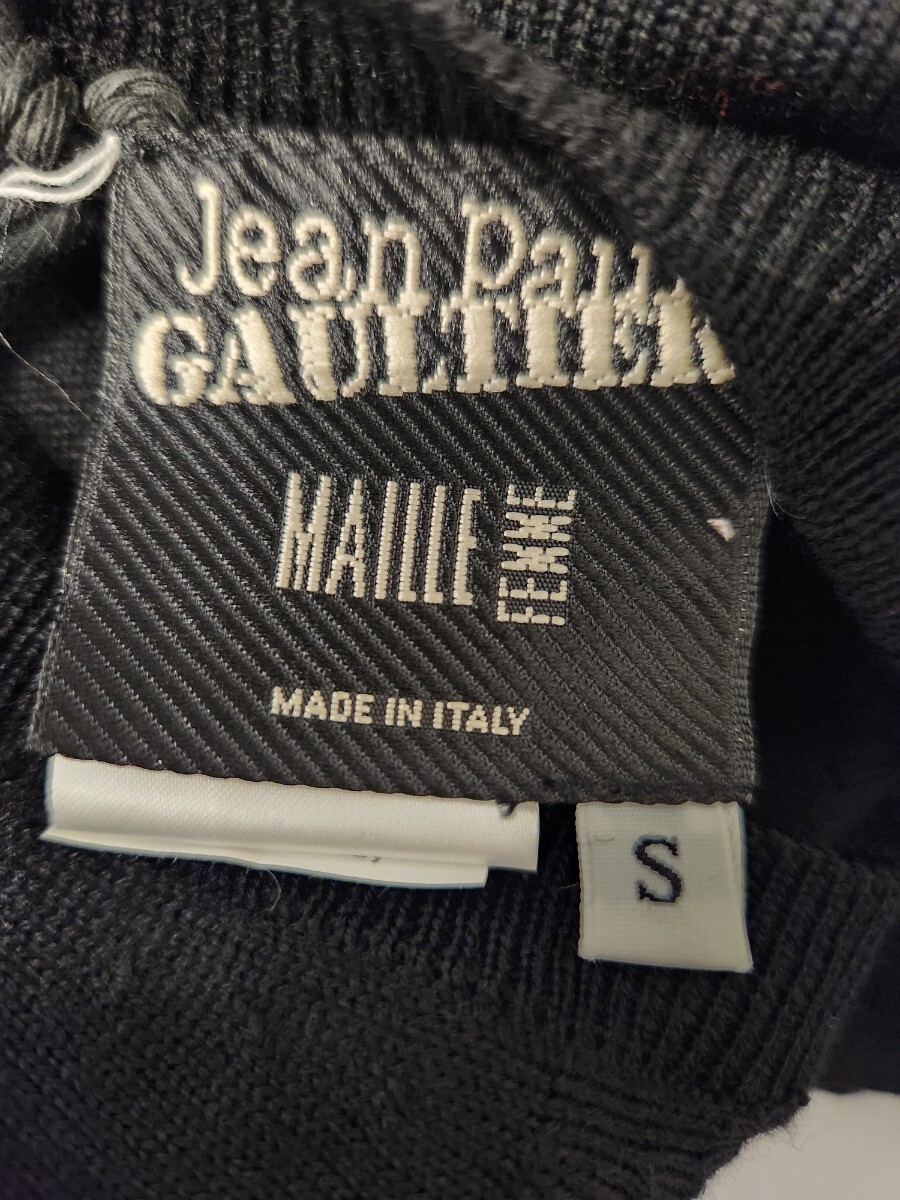 Jean Paul
GAULTIER
MAILLE
FEMME
MADE IN ITALY
S